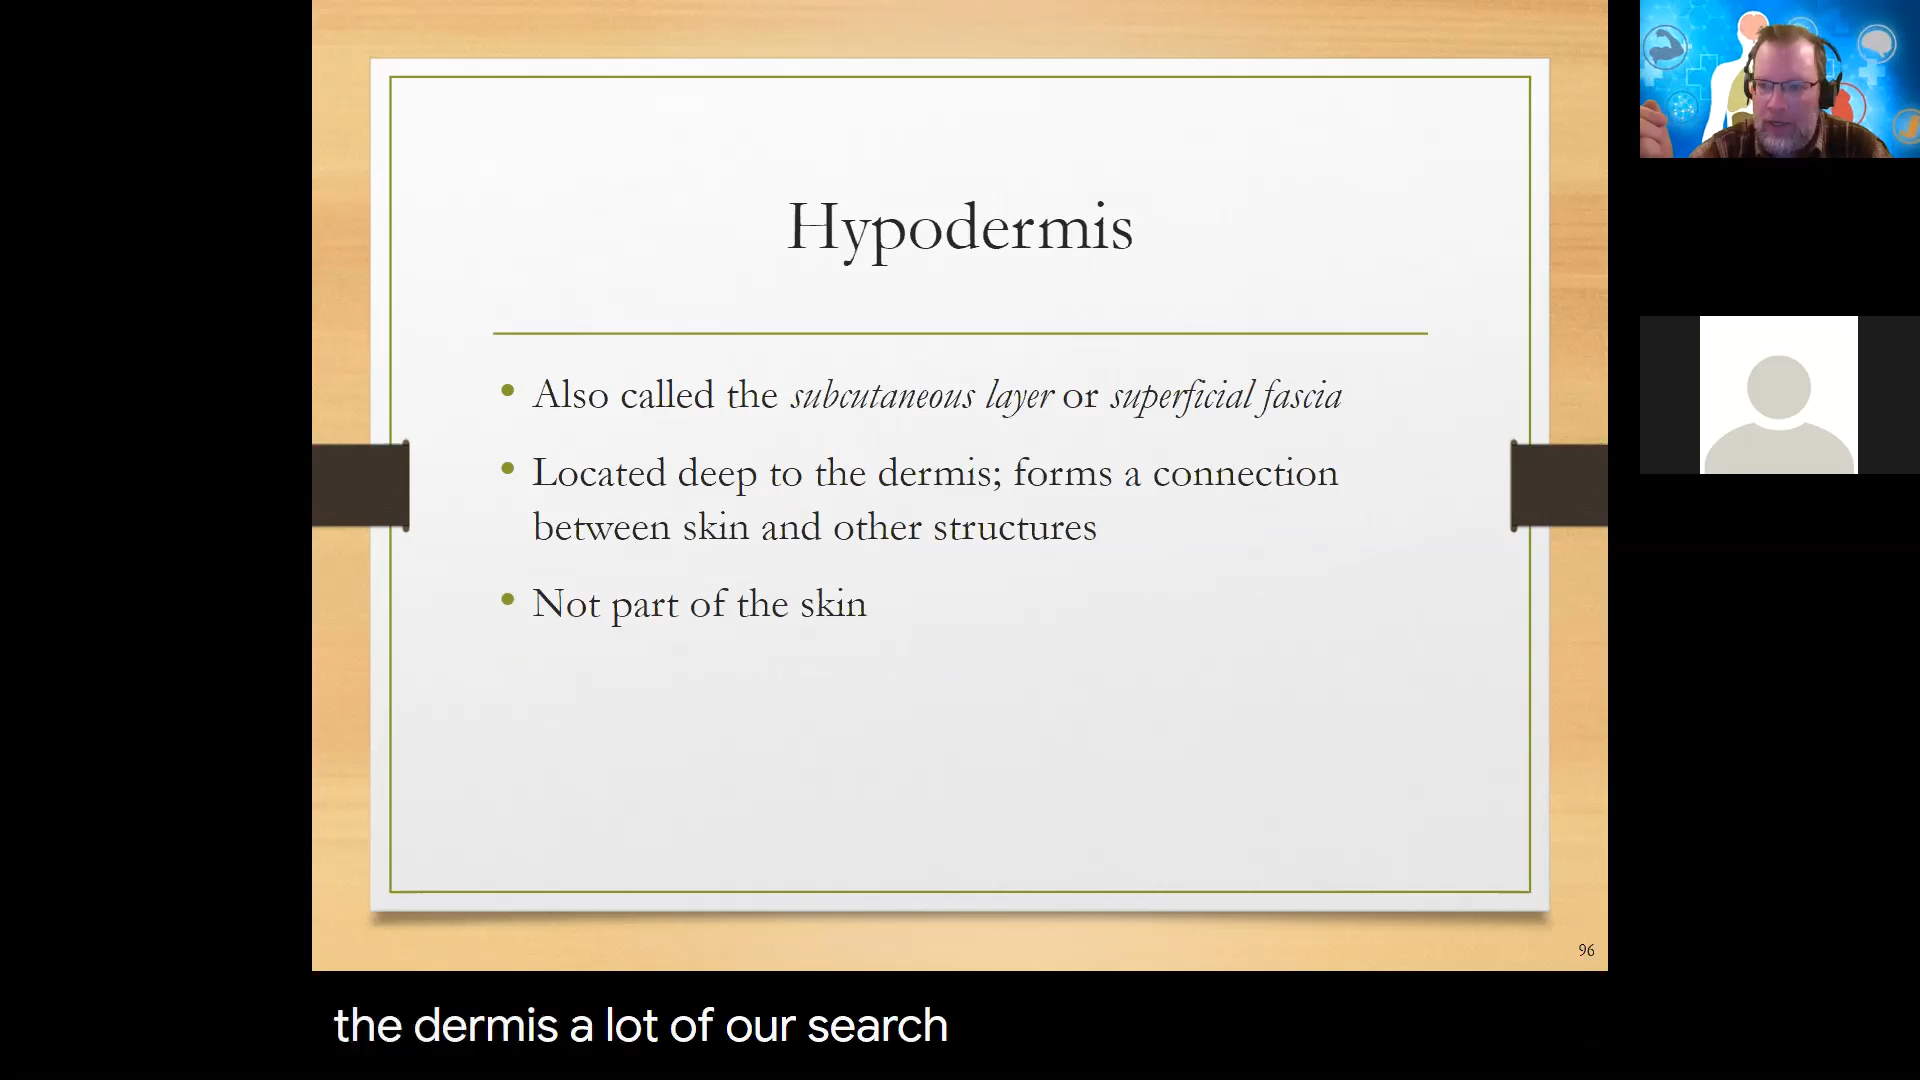 Hypodermis
• Also called the subcutaneous layer or superficial fascia
• Located deep to the dermis; forms a connection
between skin and other structures
• Not part of the skin
96
the dermis a lot of our search